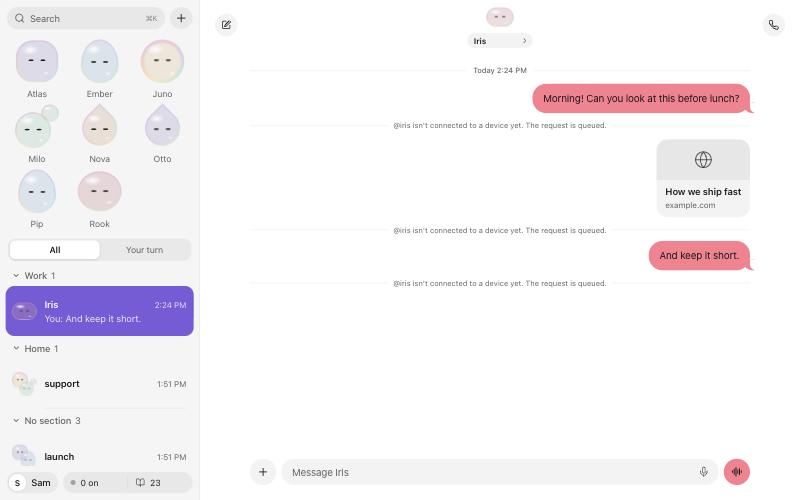 Search ⌘K
Atlas Ember Juno
Milo Nova Otto
Pip Rook
All Your turn
Work 1
Iris 2:24 PM
You: And keep it short.
Home 1
support 1:51 PM
No section 3
launch 1:51 PM
S Sam 0 on 23
Iris
Today 2:24 PM
Morning! Can you look at this before lunch?
@iris isn't connected to a device yet. The request is queued.
How we ship fast
example.com
@iris isn't connected to a device yet. The request is queued.
And keep it short.
@iris isn't connected to a device yet. The request is queued.
Message Iris